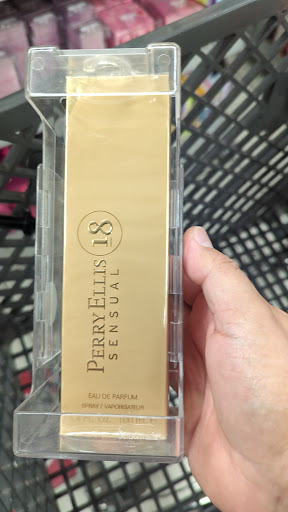 PERRY ELLIS 18
SENSUAL
EAU DE PARFUM
SPRAY / VAPORISATEUR